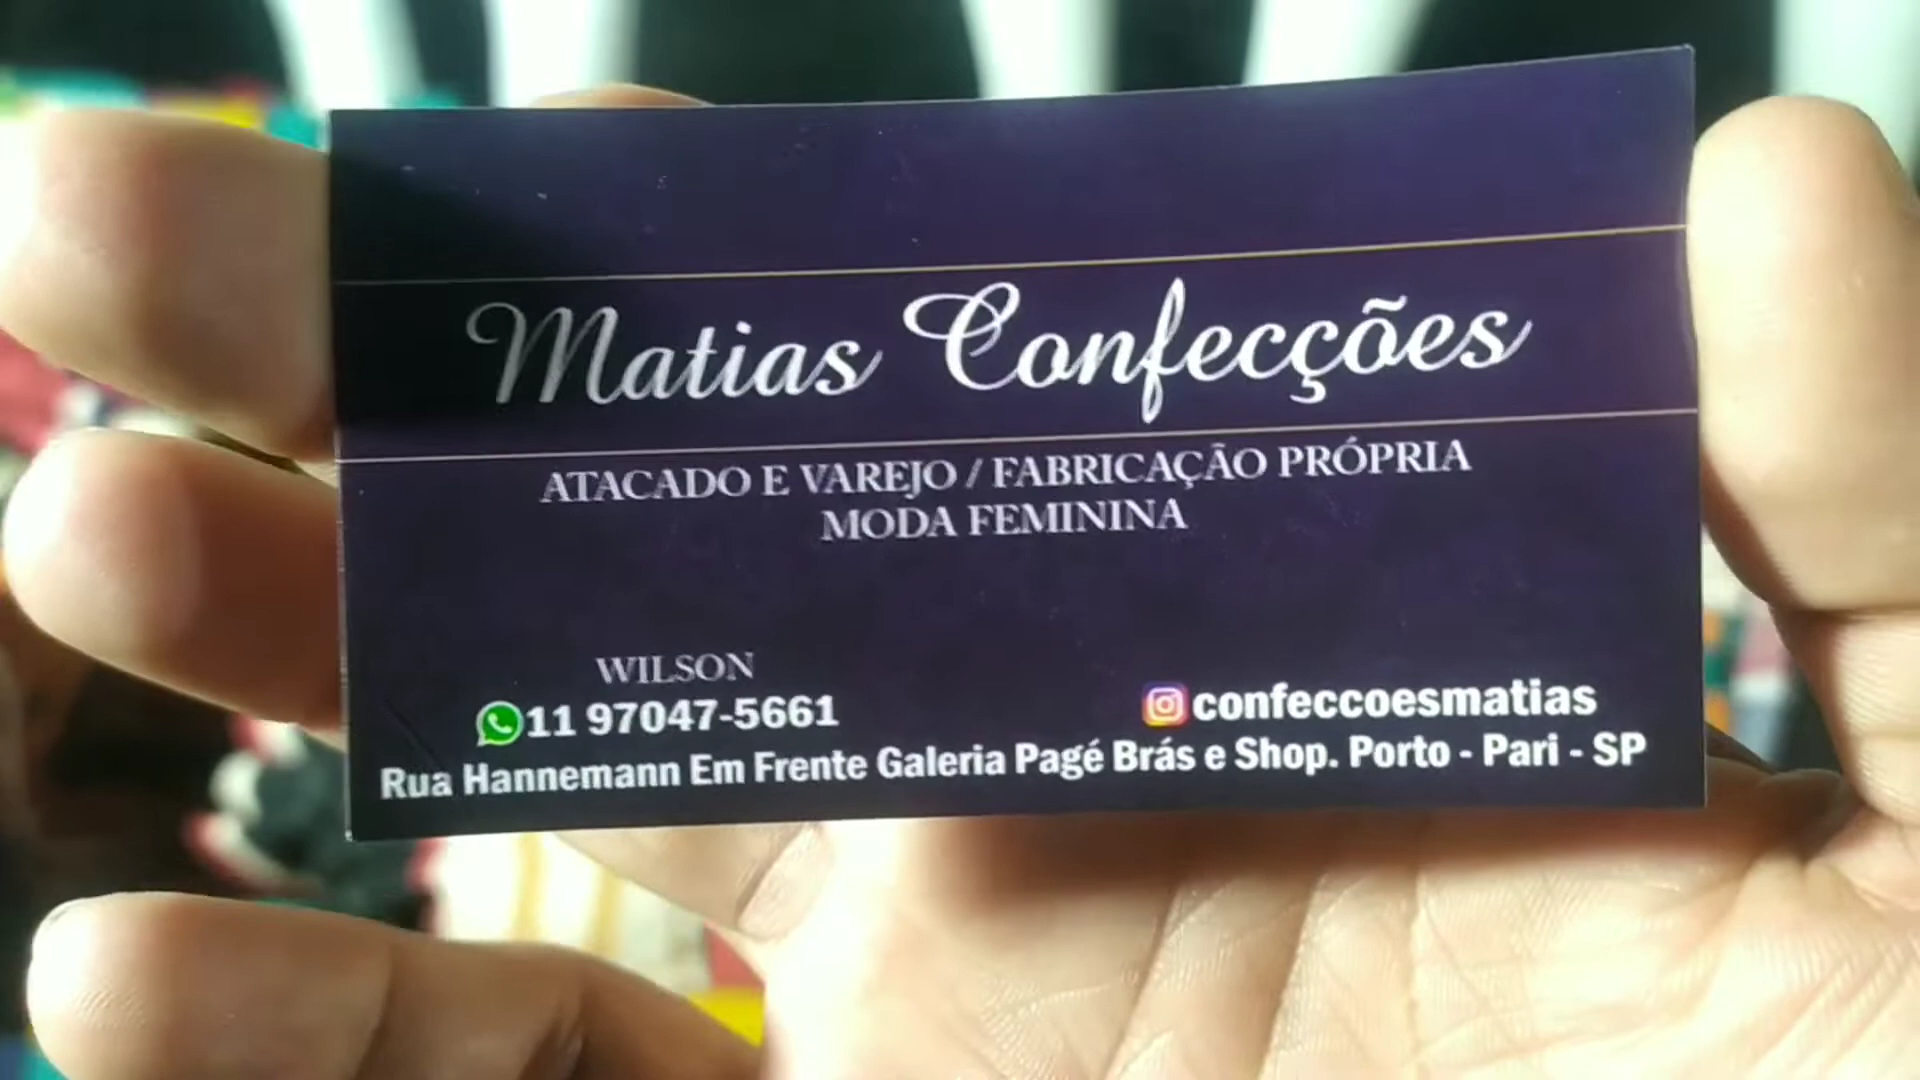 Matias Confecções
ATACADO E VAREJO / FABRICAÇÃO PRÓPRIA
MODA FEMININA
WILSON
11 97047-5661
confeccoesmatias
Rua Hannemann Em Frente Galeria Pagé Brás e Shop. Porto - Pari - SP